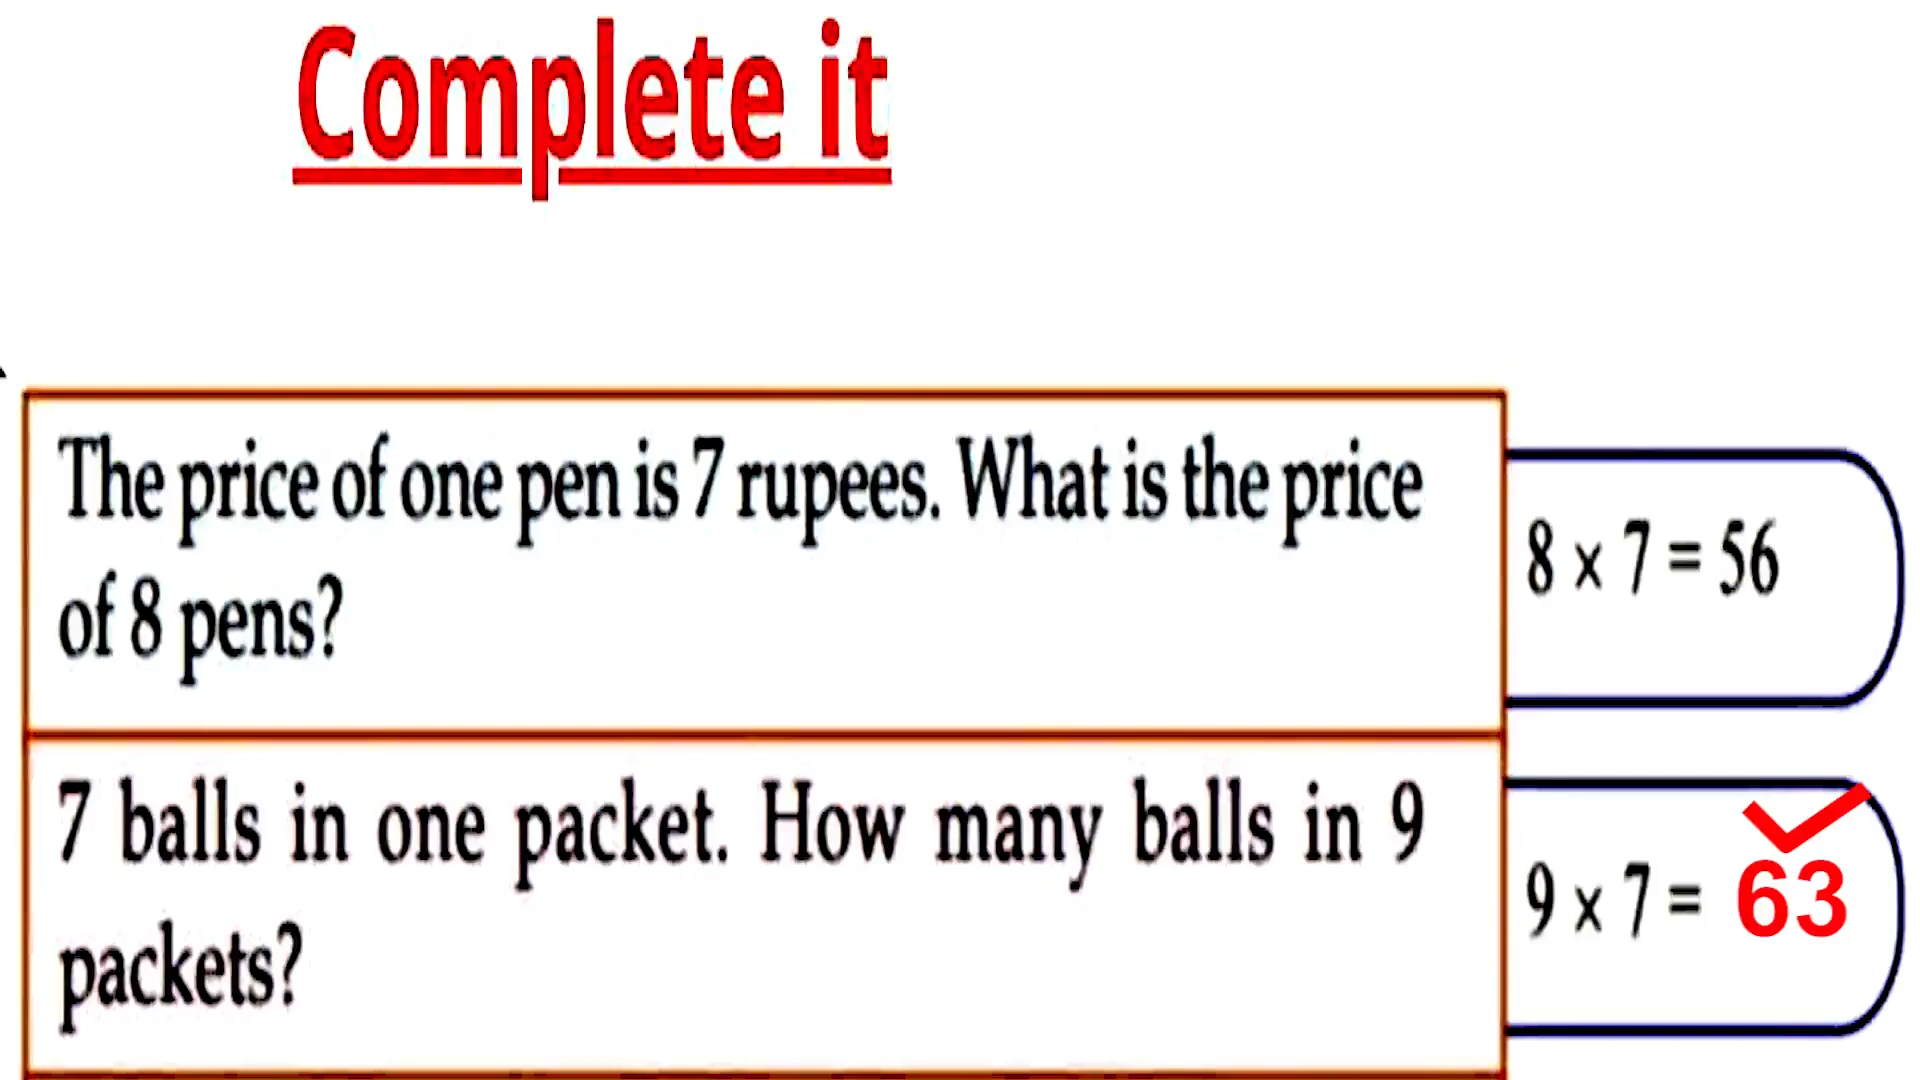 Complete it
The price of one pen is 7 rupees. What is the price
of 8 pens?
8 × 7 = 56
7 balls in one packet. How many balls in 9
packets?
9 × 7 = 63